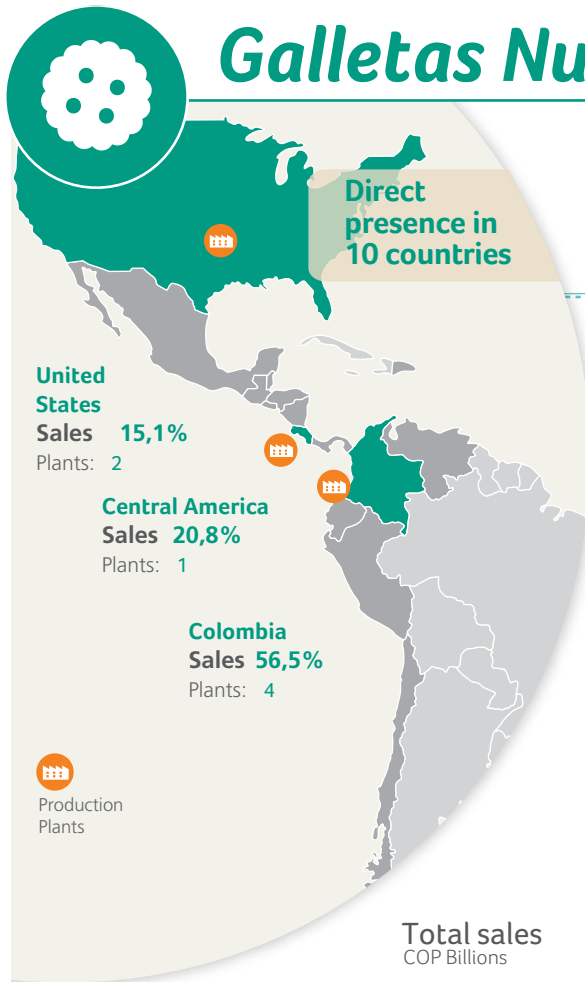 Galletas Nu
Direct
presence in
10 countries
United
States
Sales 15,1%
Plants: 2
Central America
Sales 20,8%
Plants: 1
Colombia
Sales 56,5%
Plants: 4
Production
Plants
Total sales
COP Billions